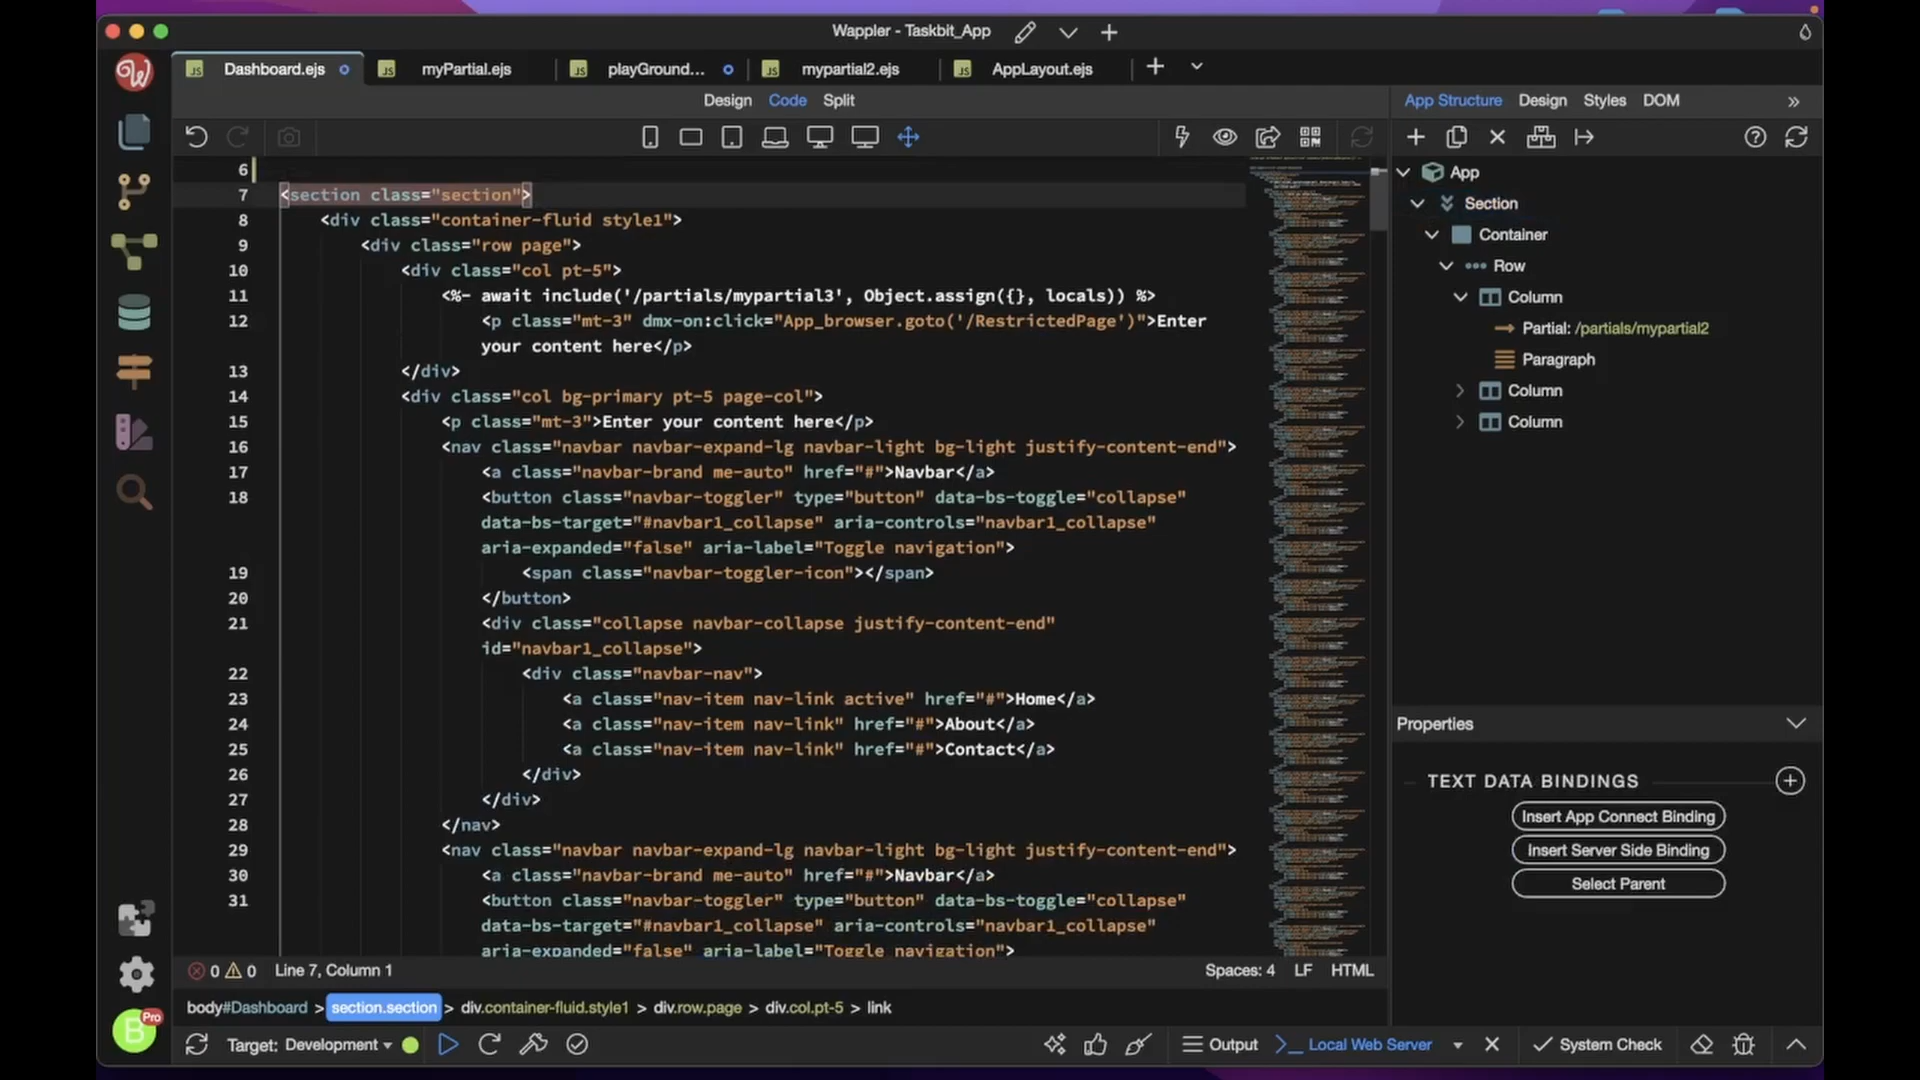 Wappler - Taskbit_App
Dashboard.ejs
myPartial.ejs
playGround...
mypartial2.ejs
AppLayout.ejs
Design Code Split
App Structure Design Styles DOM
6
7 <section class="section">
8 <div class="container-fluid style1">
9 <div class="row page">
10 <div class="col pt-5">
11 <%- await include('/partials/mypartial3', Object.assign({}, locals)) %>
12 <p class="mt-3" dmx-on:click="App_browser.goto('/RestrictedPage')">Enter
your content here</p>
13 </div>
14 <div class="col bg-primary pt-5 page-col">
15 <p class="mt-3">Enter your content here</p>
16 <nav class="navbar navbar-expand-lg navbar-light bg-light justify-content-end">
17 <a class="navbar-brand me-auto" href="#">Navbar</a>
18 <button class="navbar-toggler" type="button" data-bs-toggle="collapse"
data-bs-target="#navbar1_collapse" aria-controls="navbar1_collapse"
aria-expanded="false" aria-label="Toggle navigation">
19 <span class="navbar-toggler-icon"></span>
20 </button>
21 <div class="collapse navbar-collapse justify-content-end"
id="navbar1_collapse">
22 <div class="navbar-nav">
23 <a class="nav-item nav-link active" href="#">Home</a>
24 <a class="nav-item nav-link" href="#">About</a>
25 <a class="nav-item nav-link" href="#">Contact</a>
26 </div>
27 </div>
28 </nav>
29 <nav class="navbar navbar-expand-lg navbar-light bg-light justify-content-end">
30 <a class="navbar-brand me-auto" href="#">Navbar</a>
31 <button class="navbar-toggler" type="button" data-bs-toggle="collapse"
data-bs-target="#navbar1_collapse" aria-controls="navbar1_collapse"
aria-expanded="false" aria-label="Toggle navigation">
App
Section
Container
Row
Column
Partial: /partials/mypartial2
Paragraph
Column
Column
Properties
TEXT DATA BINDINGS
Insert App Connect Binding
Insert Server Side Binding
Select Parent
0 0 Line 7, Column 1
Spaces: 4 LF HTML
body#Dashboard > section.section > div.container-fluid.style1 > div.row.page > div.col.pt-5 > link
B Pro
Target: Development
Output
Local Web Server
System Check